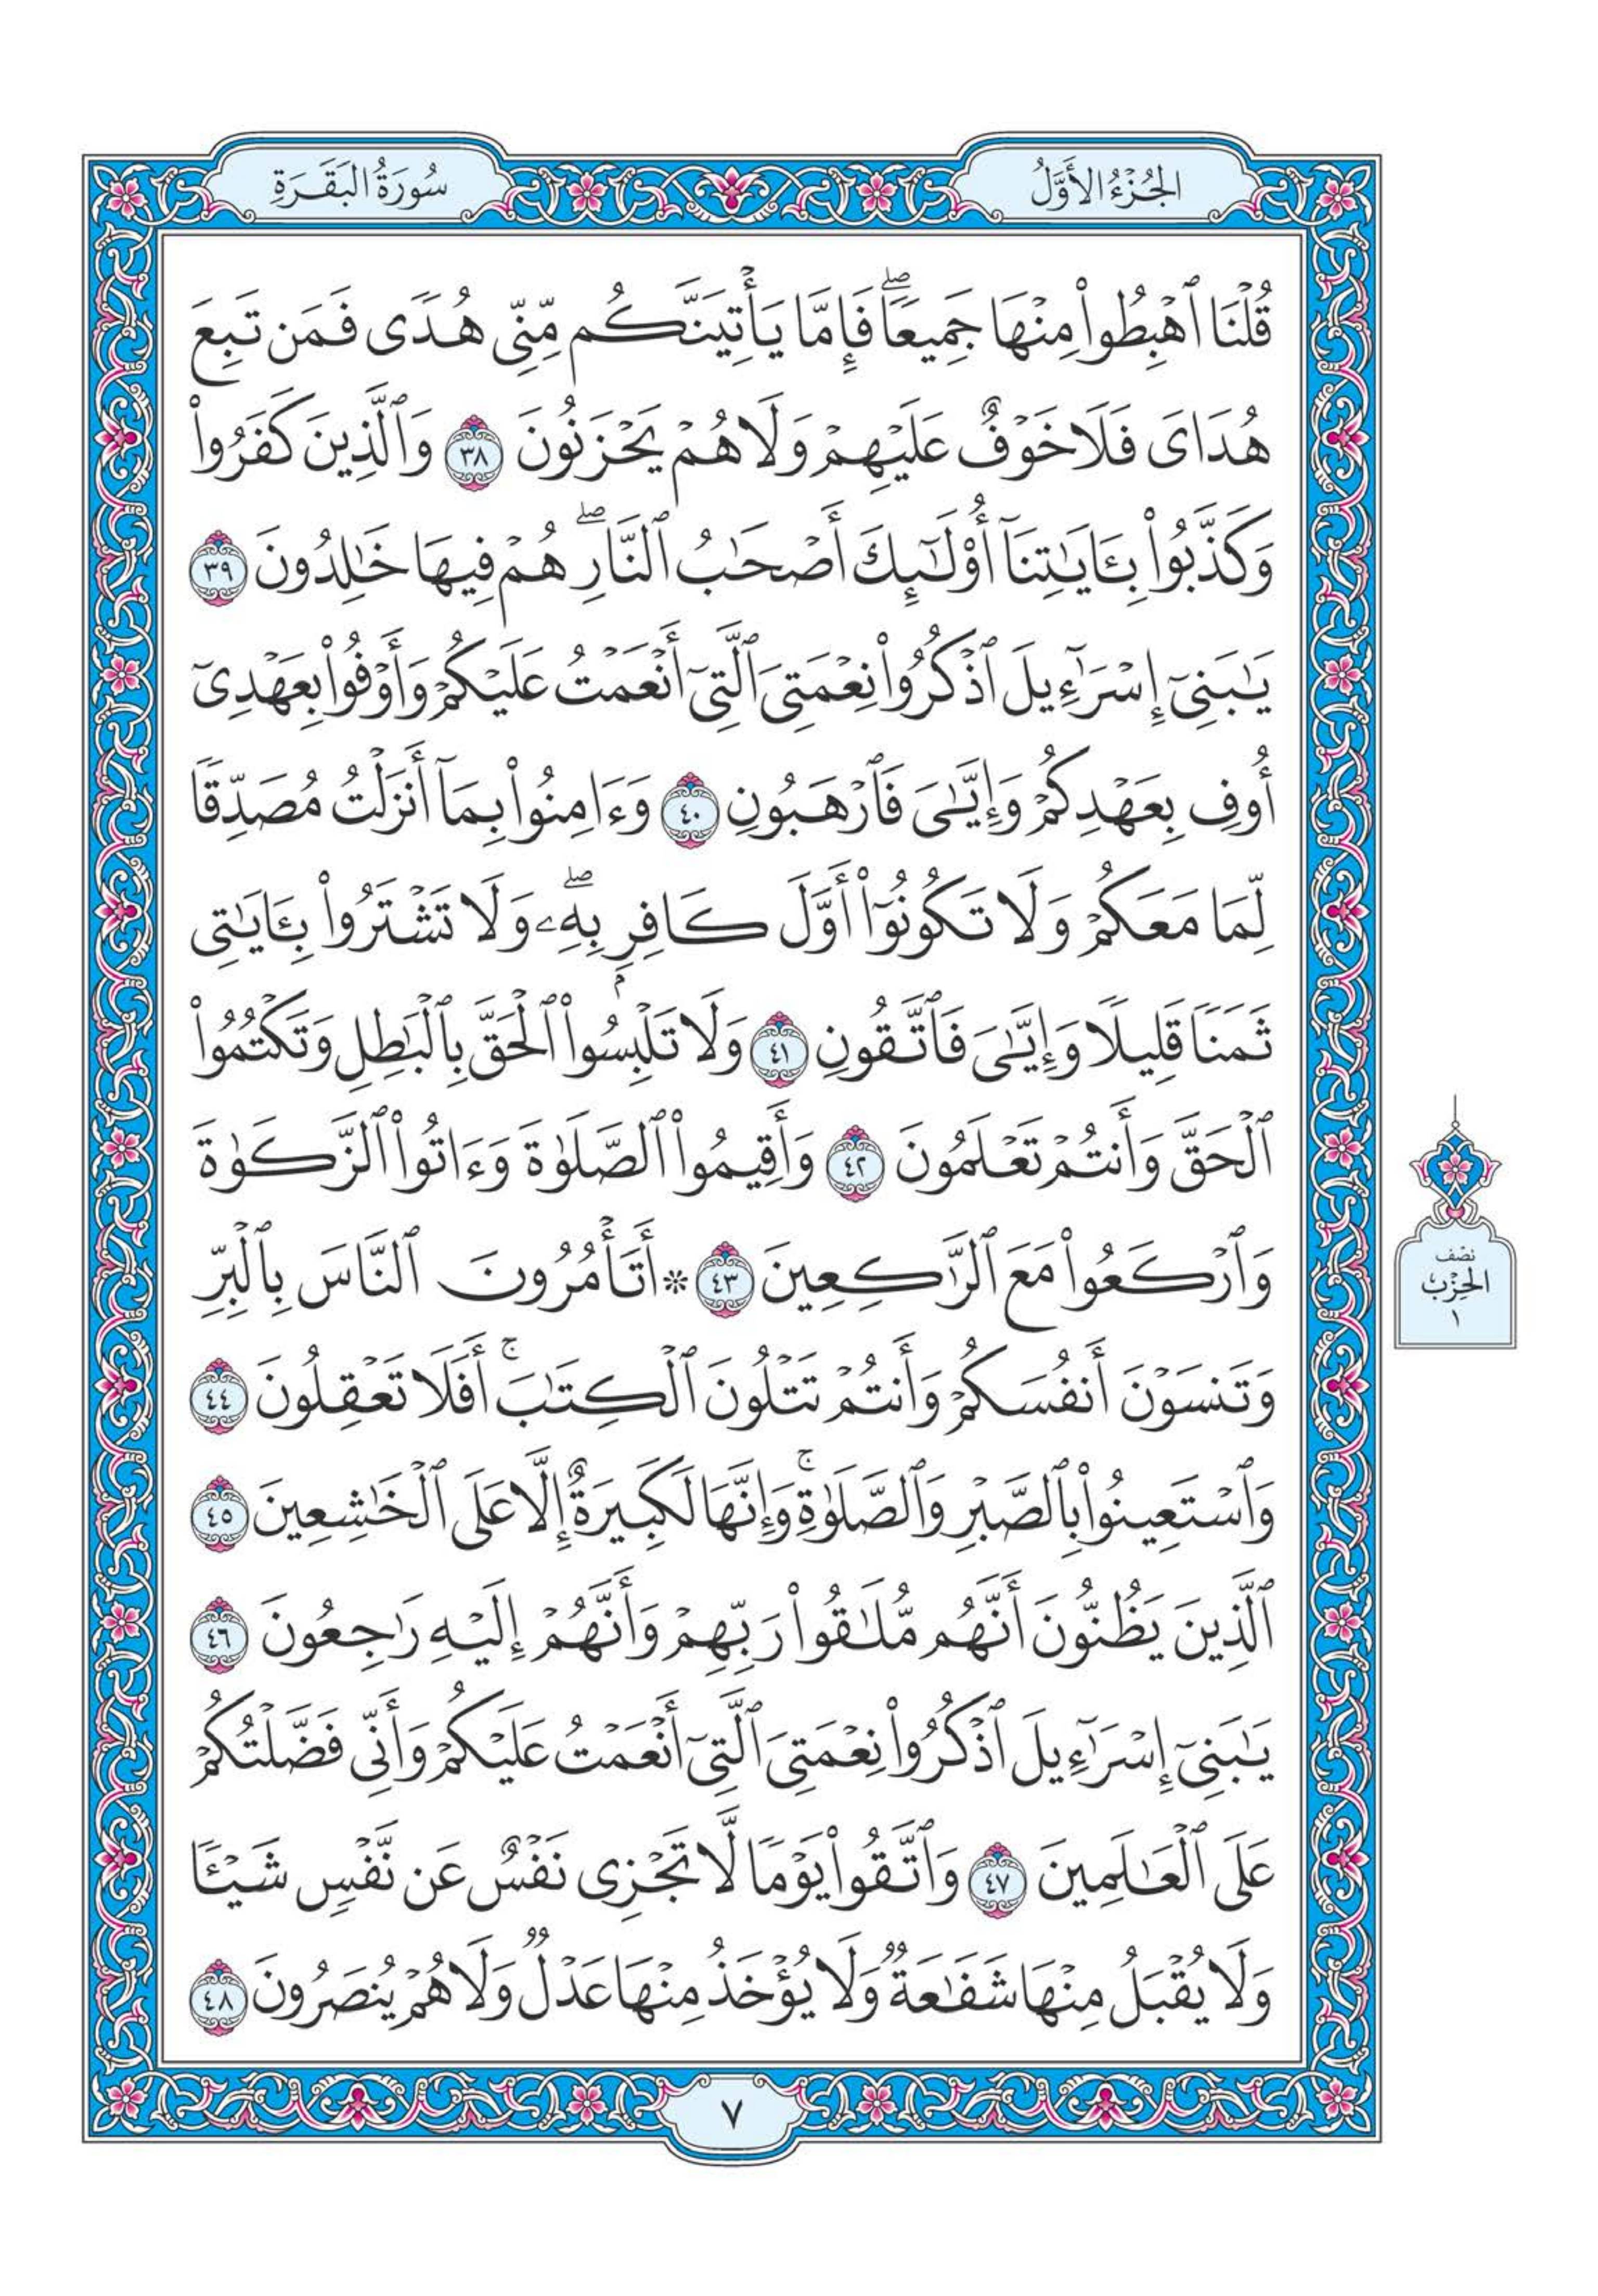 الجُزْءُ الأَوَّلُ
سُورَةُ البَقَرَةِ
قُلۡنَا ٱهۡبِطُواْ مِنۡهَا جَمِيعٗاۖ فَإِمَّا يَأۡتِيَنَّكُم مِّنِّي هُدٗى فَمَن تَبِعَ
هُدَايَ فَلَا خَوۡفٌ عَلَيۡهِمۡ وَلَا هُمۡ يَحۡزَنُونَ ٣٨ وَٱلَّذِينَ كَفَرُواْ
وَكَذَّبُواْ بِـَٔايَٰتِنَآ أُوْلَٰٓئِكَ أَصۡحَٰبُ ٱلنَّارِۖ هُمۡ فِيهَا خَٰلِدُونَ ٣٩
يَٰبَنِيٓ إِسۡرَٰٓءِيلَ ٱذۡكُرُواْ نِعۡمَتِيَ ٱلَّتِيٓ أَنۡعَمۡتُ عَلَيۡكُمۡ وَأَوۡفُواْ بِعَهۡدِيٓ
أُوفِ بِعَهۡدِكُمۡ وَإِيَّٰيَ فَٱرۡهَبُونِ ٤٠ وَءَامِنُواْ بِمَآ أَنزَلۡتُ مُصَدِّقٗا
لِّمَا مَعَكُمۡ وَلَا تَكُونُوٓاْ أَوَّلَ كَافِرِۭ بِهِۦۖ وَلَا تَشۡتَرُواْ بِـَٔايَٰتِي
ثَمَنٗا قَلِيلٗا وَإِيَّٰيَ فَٱتَّقُونِ ٤١ وَلَا تَلۡبِسُواْ ٱلۡحَقَّ بِٱلۡبَٰطِلِ وَتَكۡتُمُواْ
ٱلۡحَقَّ وَأَنتُمۡ تَعۡلَمُونَ ٤٢ وَأَقِيمُواْ ٱلصَّلَوٰةَ وَءَاتُواْ ٱلزَّكَوٰةَ
وَٱرۡكَعُواْ مَعَ ٱلرَّٰكِعِينَ ٤٣ ۞ أَتَأۡمُرُونَ ٱلنَّاسَ بِٱلۡبِرِّ
وَتَنسَوۡنَ أَنفُسَكُمۡ وَأَنتُمۡ تَتۡلُونَ ٱلۡكِتَٰبَۚ أَفَلَا تَعۡقِلُونَ ٤٤
وَٱسۡتَعِينُواْ بِٱلصَّبۡرِ وَٱلصَّلَوٰةِۚ وَإِنَّهَا لَكَبِيرَةٌ إِلَّا عَلَى ٱلۡخَٰشِعِينَ ٤٥
ٱلَّذِينَ يَظُنُّونَ أَنَّهُم مُّلَٰقُواْ رَبِّهِمۡ وَأَنَّهُمۡ إِلَيۡهِ رَٰجِعُونَ ٤٦
يَٰبَنِيٓ إِسۡرَٰٓءِيلَ ٱذۡكُرُواْ نِعۡمَتِيَ ٱلَّتِيٓ أَنۡعَمۡتُ عَلَيۡكُمۡ وَأَنِّي فَضَّلۡتُكُمۡ
عَلَى ٱلۡعَٰلَمِينَ ٤٧ وَٱتَّقُواْ يَوۡمٗا لَّا تَجۡزِي نَفۡسٌ عَن نَّفۡسٖ شَيۡـٔٗا
وَلَا يُقۡبَلُ مِنۡهَا شَفَٰعَةٞ وَلَا يُؤۡخَذُ مِنۡهَا عَدۡلٞ وَلَا هُمۡ يُنصَرُونَ ٤٨
نصف
الحِزْب
١
٧